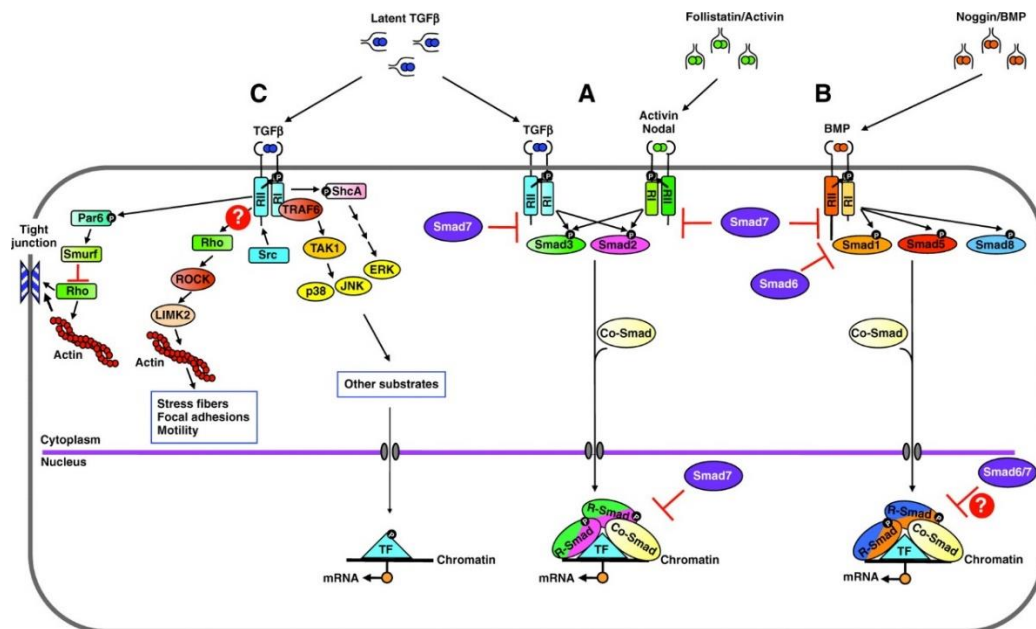 Latent TGFβ
Follistatin/Activin
Noggin/BMP
C
A
B
TGFβ
TGFβ
Activin
Nodal
BMP
RII
RI
P
TRAF6
P
ShcA
Par6
P
?
Tight
junction
Smurf
Rho
Rho
Src
TAK1
ERK
JNK
p38
ROCK
LIMK2
Actin
Actin
Stress fibers
Focal adhesions
Motility
Other substrates
Smad7
RII
RI
P
RI
RII
P
Smad3
P
Smad2
P
Smad7
RII
RI
P
Smad1
P
Smad5
P
Smad8
P
Smad6
Co-Smad
Co-Smad
Cytoplasm
Nucleus
P
TF
Chromatin
mRNA
Smad7
R-Smad
P
R-Smad
P
Co-Smad
TF
Chromatin
mRNA
Smad6/7
?
R-Smad
P
R-Smad
P
Co-Smad
TF
Chromatin
mRNA